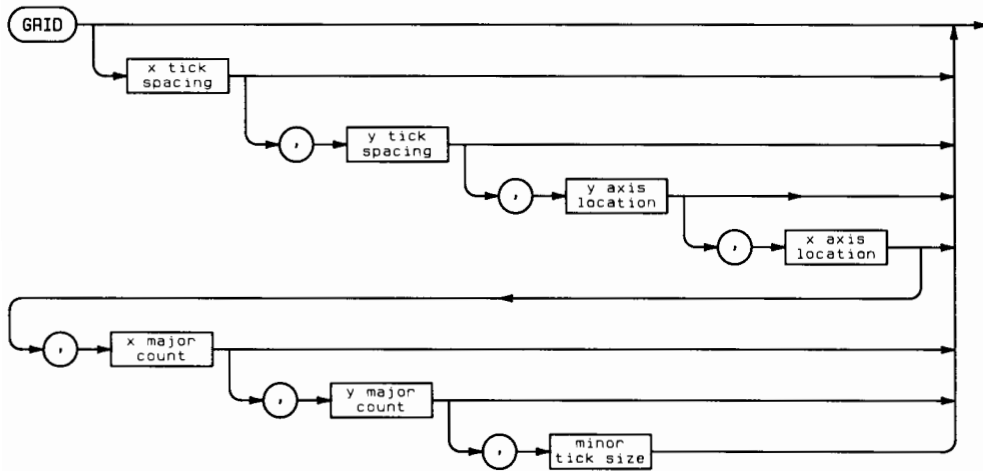 GRID
x tick
spacing
,
y tick
spacing
,
y axis
location
,
x axis
location
,
x major
count
,
y major
count
,
minor
tick size